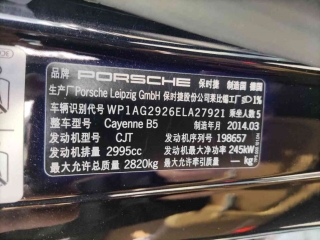 品牌 PORSCHE 保时捷 制造国 德国
生产厂 Porsche Leipzig GmbH 保时捷股份公司莱比锡工厂 1%
车辆识别代号 WP1AG2926ELA27921 乘坐人数 5
整车型号 Cayenne B5 制造年月 2014.03
发动机型号 CJT 发动机号 198657
发动机排量 2995cc 发动机最大净功率 245kW
最大允许总质量 2820kg 最大允许牵引质量 — kg